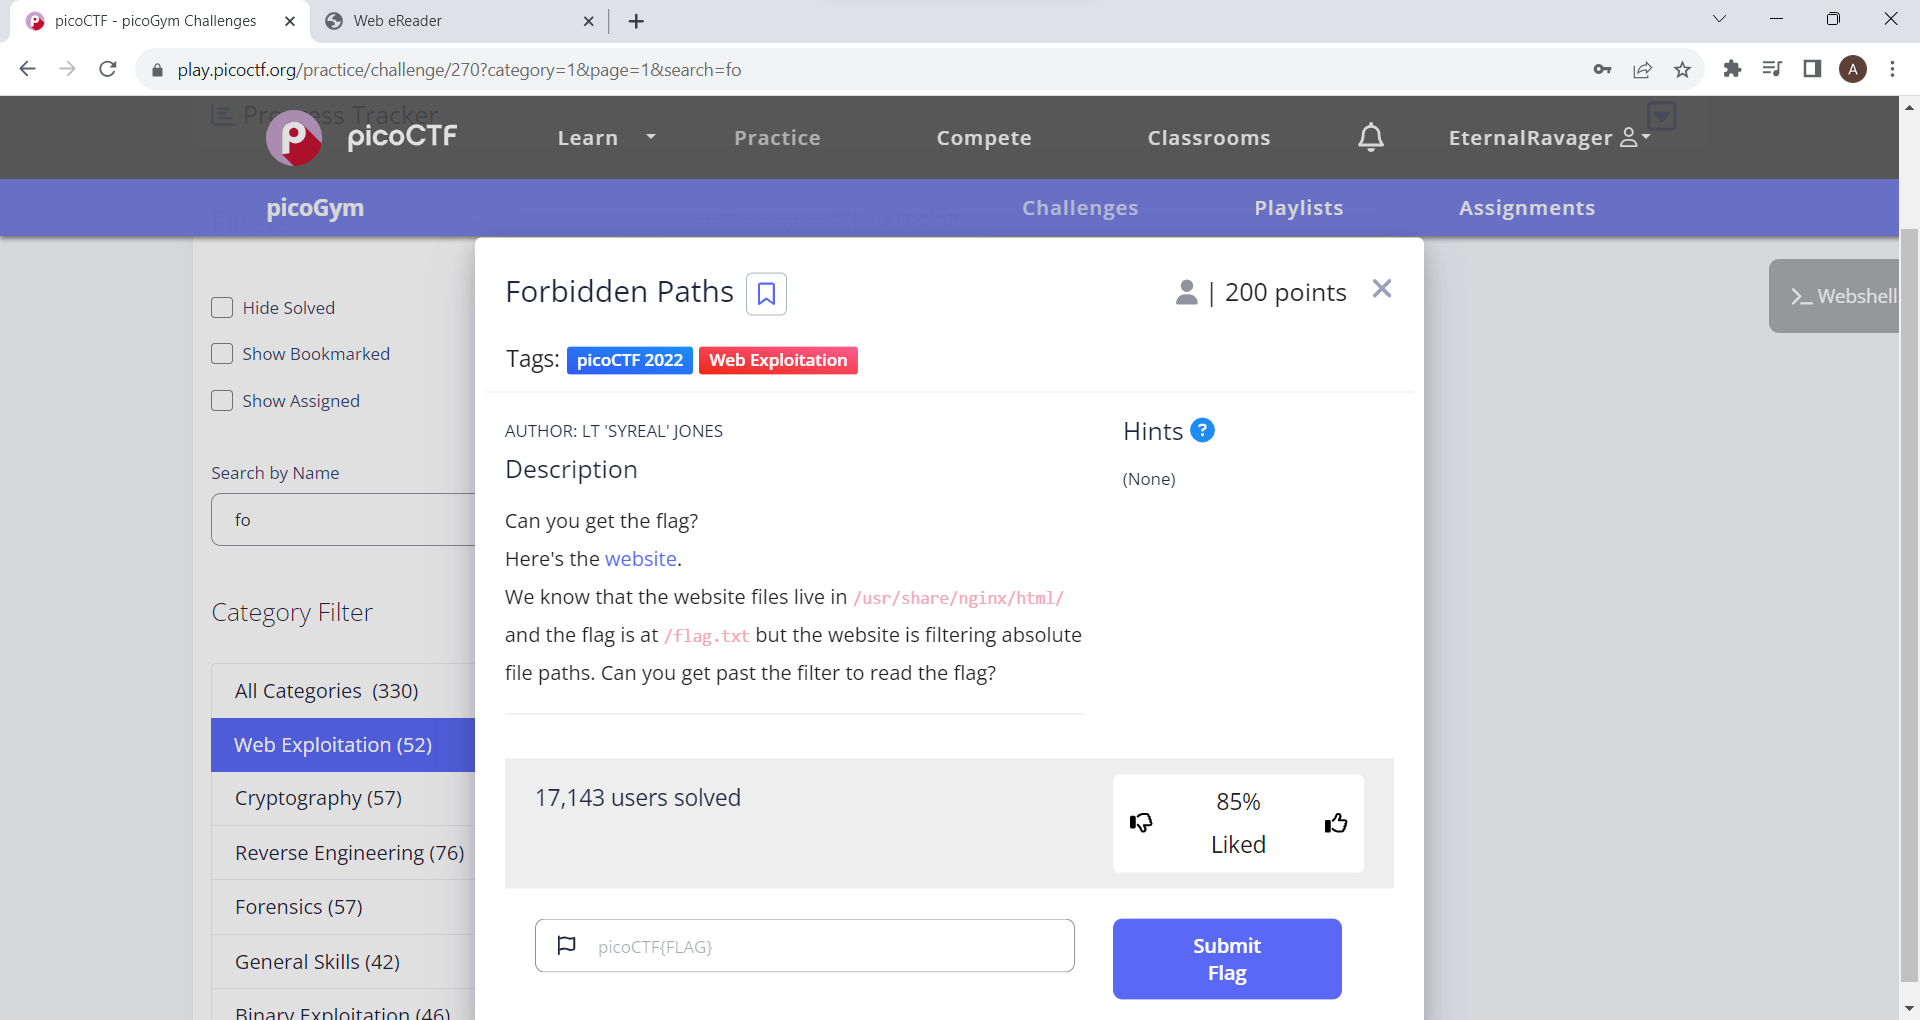 picoCTF - picoGym Challenges
Web eReader
play.picoctf.org/practice/challenge/270?category=1&page=1&search=fo
A
Progress Tracker
picoCTF
Learn
Practice
Compete
Classrooms
EternalRavager
picoGym
Challenges
Playlists
Assignments
Hide Solved
Show Bookmarked
Show Assigned
Search by Name
fo
Category Filter
All Categories (330)
Web Exploitation (52)
Cryptography (57)
Reverse Engineering (76)
Forensics (57)
General Skills (42)
Binary Exploitation (46)
Forbidden Paths
| 200 points
Tags: picoCTF 2022 Web Exploitation
AUTHOR: LT 'SYREAL' JONES
Description
Can you get the flag?
Here's the website.
We know that the website files live in /usr/share/nginx/html/
and the flag is at /flag.txt but the website is filtering absolute
file paths. Can you get past the filter to read the flag?
Hints ?
(None)
17,143 users solved
85%
Liked
picoCTF{FLAG}
Submit
Flag
>_ Webshell